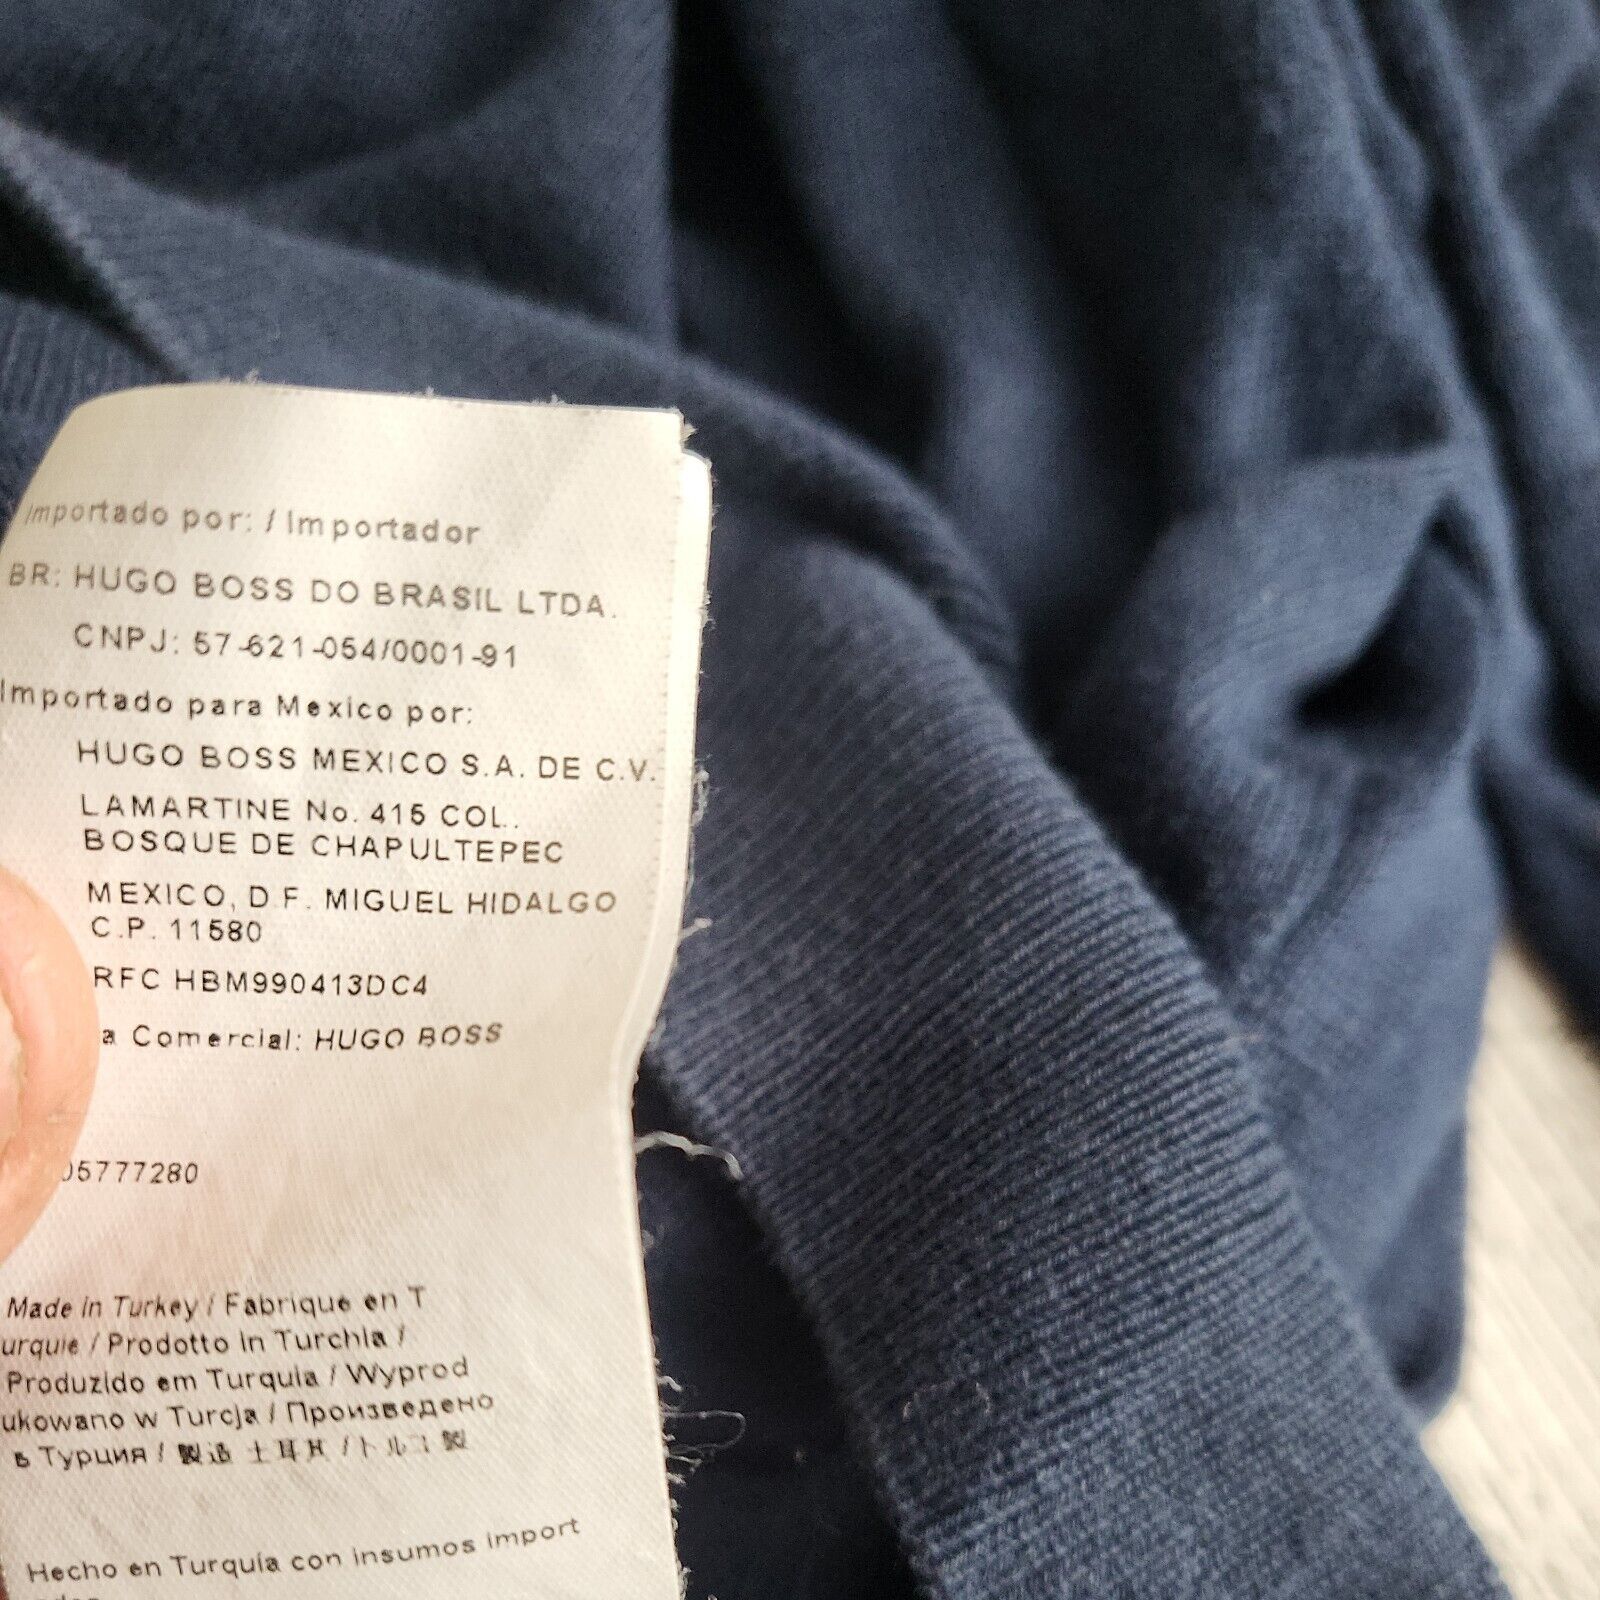 Importado por: / Importador
BR: HUGO BOSS DO BRASIL LTDA.
CNPJ: 57-621-054/0001-91
Importado para Mexico por:
HUGO BOSS MEXICO S.A. DE C.V.
LAMARTINE No. 415 COL..
BOSQUE DE CHAPULTEPEC
MEXICO, D.F. MIGUEL HIDALGO
C.P. 11580
RFC HBM990413DC4
a Comercial: HUGO BOSS
05777280
Made in Turkey / Fabrique en T
urquie / Prodotto in Turchia /
Produzido em Turquia / Wyprod
ukowano w Turcja / Произведено
в Турция / 製造 土耳其 / トルコ製
Hecho en Turquía con insumos import